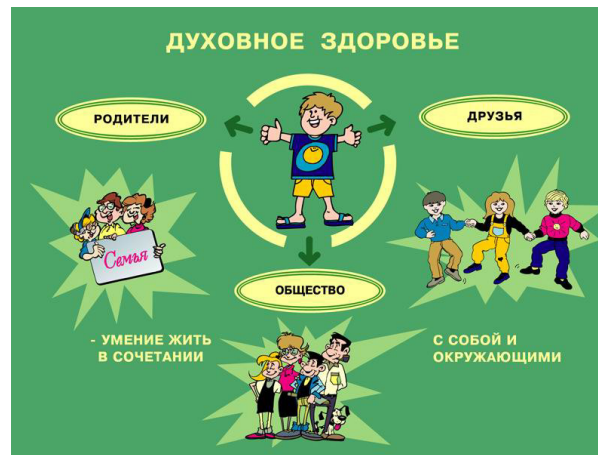 ДУХОВНОЕ ЗДОРОВЬЕ
РОДИТЕЛИ
ДРУЗЬЯ
Семья
ОБЩЕСТВО
- УМЕНИЕ ЖИТЬ
В СОЧЕТАНИИ
С СОБОЙ И
ОКРУЖАЮЩИМИ